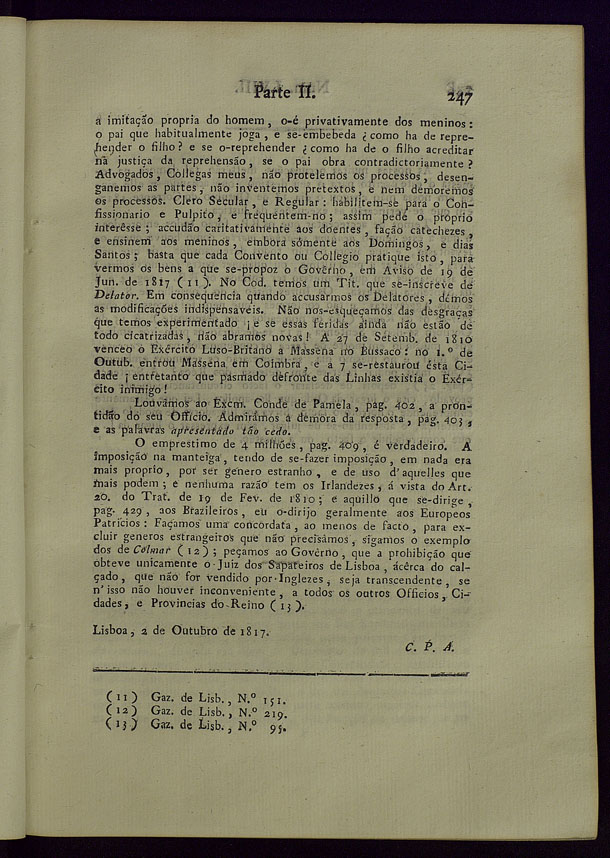 Parte II. 247
a imitação propria do homem, o-é privativamente dos meninos:
o pai que habitualmente joga, e se-embebeda ¿como ha de repre-
hender o filho? e se o-reprehender ¿como ha de o filho acreditar
na justiça da reprehensão, se o pai obra contradictoriamente?
Advogados, Collegas meus, não protelemos os processos, desen-
ganemos as partes, não inventemos pretextos, e nem demoremos
os processos. Clero Secular, e Regular: habilitem-se para o Con-
fissionario e Pulpito, e frequentem-no; assim pede o proprio
interêsse; accudão caritativamente aos doentes, fação catechezes,
e ensinem aos meninos, embora sómente aos Domingos, e dias
Santos; basta que cada Convento ou Collegio pratique isto, para
vermos os bens a que se-propoz o Govêrno, em Aviso de 19 de
Jun. de 1817 (11). No Cod. temos um Tit. que se-inscreve de
Delator. Em consequencia quando accusarmos os Delatores, dêmos
as modificações indispensaveis. Não nos-esqueçamos das desgraças
que temos experimentado ¡e se essas feridas ainda não estão de
todo cicatrizadas, não abramos novas! A 27 de Setemb. de 1810
venceo o Exército Luso-Britano a Massena no Bussaco: no 1.º de
Outub. entrou Massena em Coimbra, e a 7 se-restaurou ésta Ci-
dade ¡entretanto que pasmado defronte das Linhas existia o Exér-
cito inimigo!
Louvâmos ao Excm. Conde de Pamela, pag. 402, a pron-
tidão do seu Officio. Admirâmos a demora da resposta, pag. 403,
e as palavras apresentado tão cedo.
O emprestimo de 4 milhões, pag. 409, é verdadeiro. A
imposição na manteiga, tendo de se-fazer imposição, em nada era
mais proprio, por ser genero estranho, e de uso d'aquelles que
mais podem; e nenhuma razão tem os Irlandezes, á vista do Art.
20. do Trat. de 19 de Fev. de 1810; e aquillo que se-dirige,
pag. 429, aos Brazileiros, eu o-dirijo geralmente aos Europeos
Patricios: Façamos uma concordata, ao menos de facto, para ex-
cluir generos estrangeiros que não precisâmos, sigamos o exemplo
dos de Colmar (12); peçamos ao Govêrno, que a prohibição que
obteve unicamente o Juiz dos Sapateiros de Lisboa, ácêrca do cal-
çado, que não for vendido por Inglezes, seja transcendente, se
n'isso não houver inconveniente, a todos os outros Officios, Ci-
dades, e Provincias do Reino (13).
Lisboa, 2 de Outubro de 1817.
C. P. A.
(11) Gaz. de Lisb., N.º 151.
(12) Gaz. de Lisb., N.º 219.
(13) Gaz. de Lisb., N.º 95.